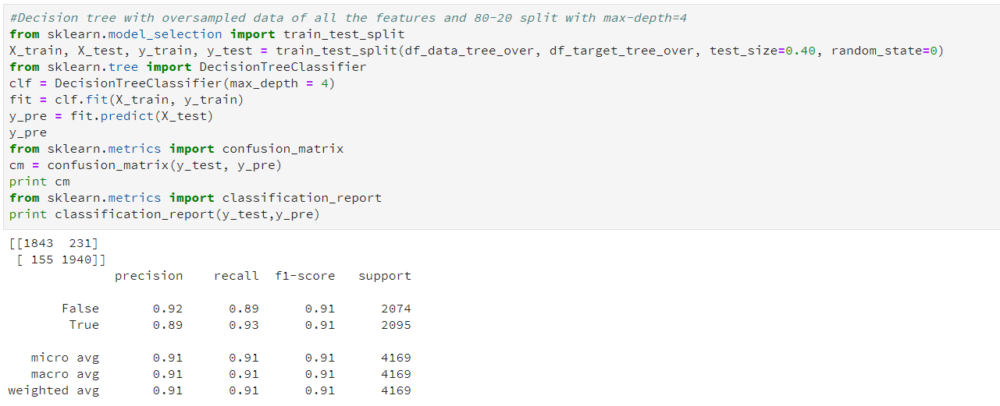 #Decision tree with oversampled data of all the features and 80-20 split with max-depth=4
from sklearn.model_selection import train_test_split
X_train, X_test, y_train, y_test = train_test_split(df_data_tree_over, df_target_tree_over, test_size=0.40, random_state=0)
from sklearn.tree import DecisionTreeClassifier
clf = DecisionTreeClassifier(max_depth = 4)
fit = clf.fit(X_train, y_train)
y_pre = fit.predict(X_test)
y_pre
from sklearn.metrics import confusion_matrix
cm = confusion_matrix(y_test, y_pre)
print cm
from sklearn.metrics import classification_report
print classification_report(y_test,y_pre)
[[1843  231]
 [ 155 1940]]
              precision    recall  f1-score   support
       False       0.92      0.89      0.91      2074
        True       0.89      0.93      0.91      2095
   micro avg       0.91      0.91      0.91      4169
   macro avg       0.91      0.91      0.91      4169
weighted avg       0.91      0.91      0.91      4169